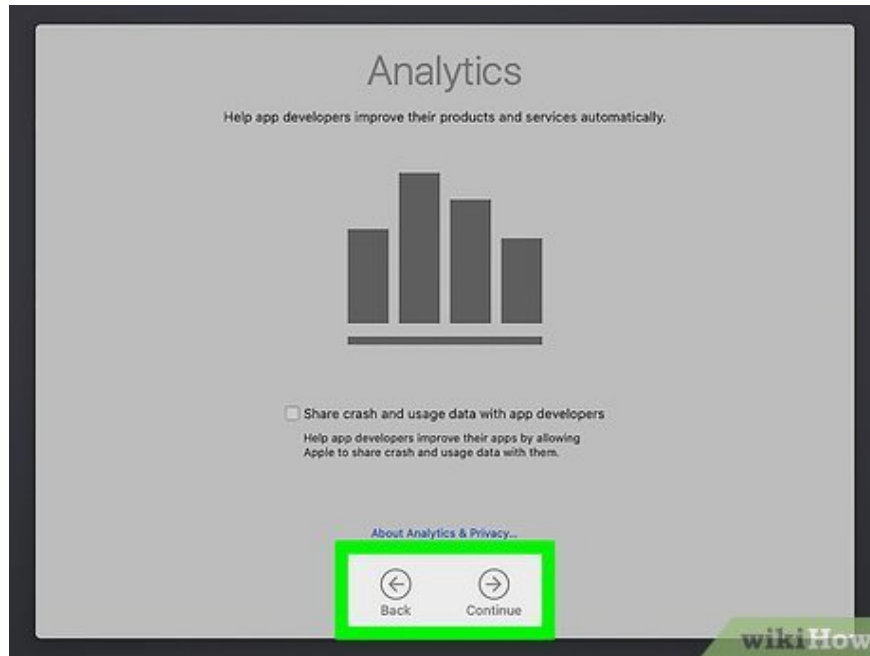 Analytics
Help app developers improve their products and services automatically.
Share crash and usage data with app developers
Help app developers improve their apps by allowing
Apple to share crash and usage data with them.
About Analytics & Privacy...
Back Continue
wikiHow